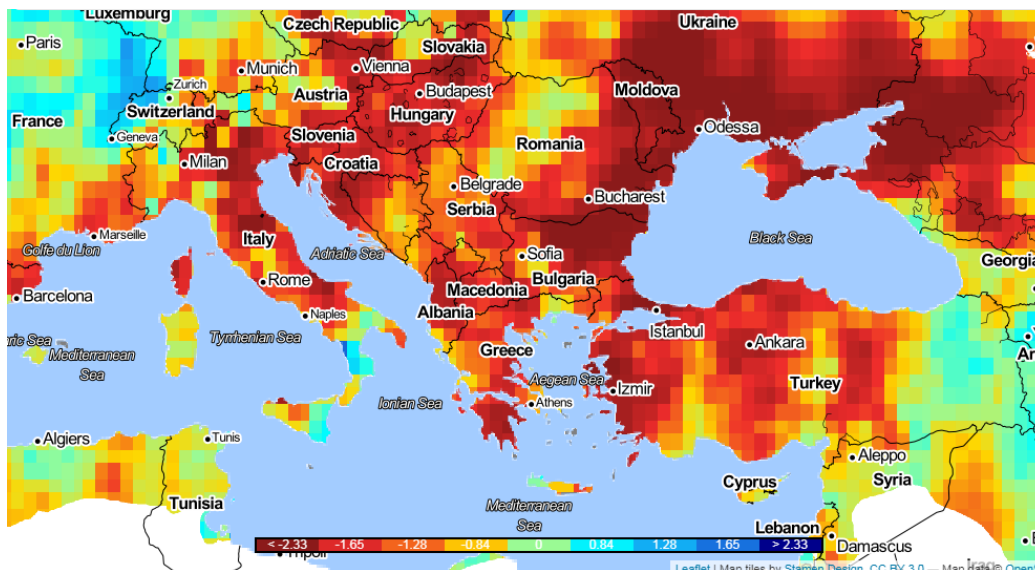 Luxemburg
Czech Republic
Ukraine
Paris
Slovakia
Munich
Vienna
Zurich
Austria
Budapest
Moldova
Switzerland
Hungary
France
Odessa
Geneva
Slovenia
Romania
Milan
Croatia
Belgrade
Bucharest
Serbia
Marseille
Golfe du Lion
Italy
Adriatic Sea
Black Sea
Sofia
Georgia
Rome
Bulgaria
Barcelona
Macedonia
Albania
Naples
Istanbul
Tyrrhenian Sea
Ankara
Mediterranean
Sea
Greece
Aegean Sea
Turkey
Izmir
Ionian Sea
Athens
Algiers
Tunis
Aleppo
Cyprus
Syria
Tunisia
Mediterranean
Sea
Lebanon
< -2.33 -1.65 -1.28 -0.84 0 0.84 1.28 1.65 > 2.33
Damascus
Leaflet | Map tiles by Stamen Design, CC BY 3.0 — Map data ©